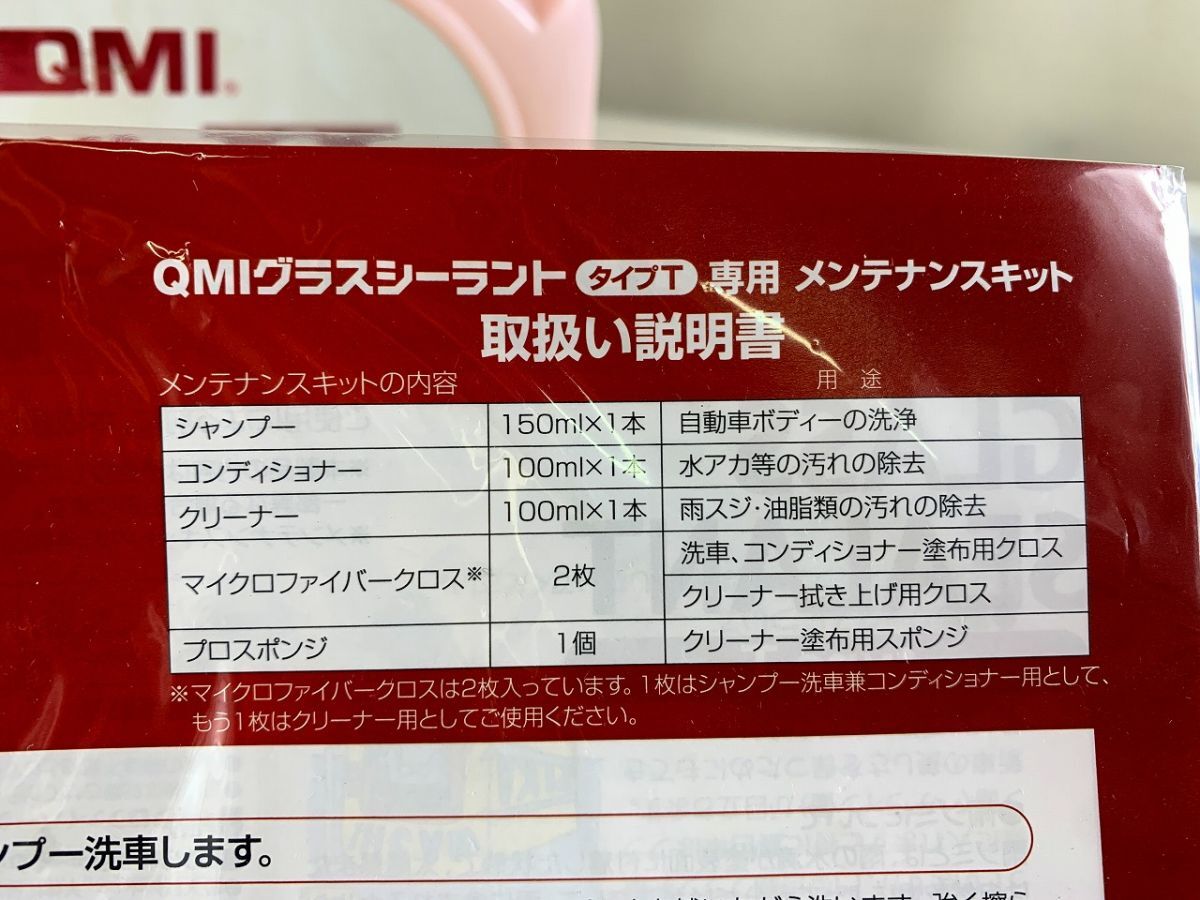 QMI
QMIグラスシーラント タイプT 専用 メンテナンスキット
取扱い説明書
メンテナンスキットの内容 用 途
シャンプー 150ml×1本 自動車ボディーの洗浄
コンディショナー 100ml×1本 水アカ等の汚れの除去
クリーナー 100ml×1本 雨スジ・油脂類の汚れの除去
マイクロファイバークロス※ 2枚 洗車、コンディショナー塗布用クロス
クリーナー拭き上げ用クロス
プロスポンジ 1個 クリーナー塗布用スポンジ
※マイクロファイバークロスは2枚入っています。1枚はシャンプー洗車兼コンディショナー用として、
もう1枚はクリーナー用としてご使用ください。
ンプー洗車します。